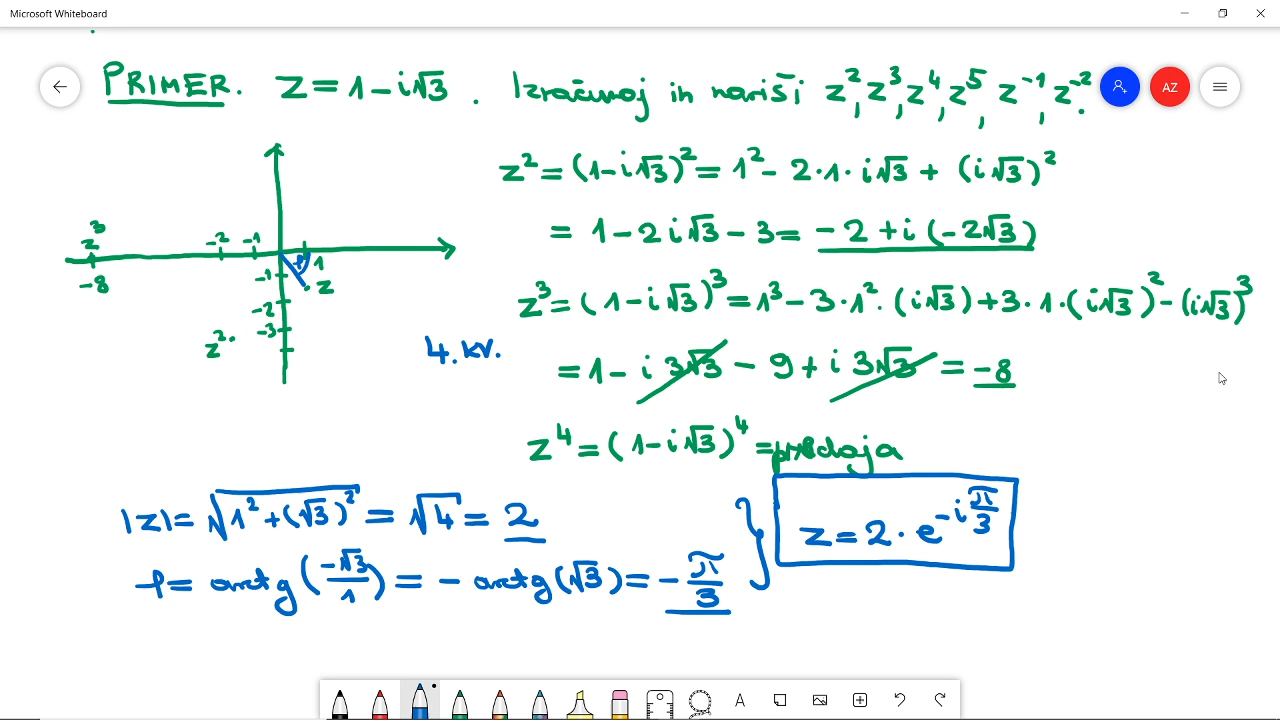 Microsoft Whiteboard
PRIMER. z = 1 - i√3. Izračunaj in nariši z², z³, z⁴, z⁵, z⁻¹, z⁻².
AZ
z² = (1 - i√3)² = 1² - 2·1·i√3 + (i√3)²
= 1 - 2i√3 - 3 = -2 + i(-2√3)
z³ -2 -1
-8 -1 φ 1 z
-2
z² -3
z³ = (1 - i√3)³ = 1³ - 3·1²·(i√3) + 3·1·(i√3)² - (i√3)³
4. kv.
= 1 - i3√3 - 9 + i3√3 = -8
z⁴ = (1 - i√3)⁴ = predolga
|z| = √(1² + (√3)²) = √4 = 2
z = 2·e^(-iπ/3)
φ = arctg(-√3/1) = -arctg(√3) = -π/3
A